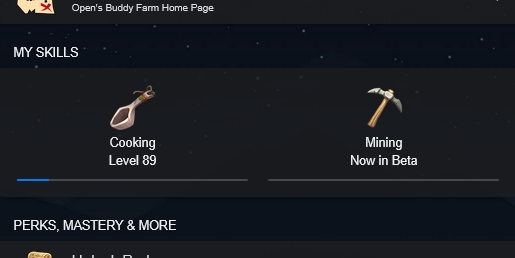 Open's Buddy Farm Home Page
MY SKILLS
Cooking
Level 89
Mining
Now in Beta
PERKS, MASTERY & MORE